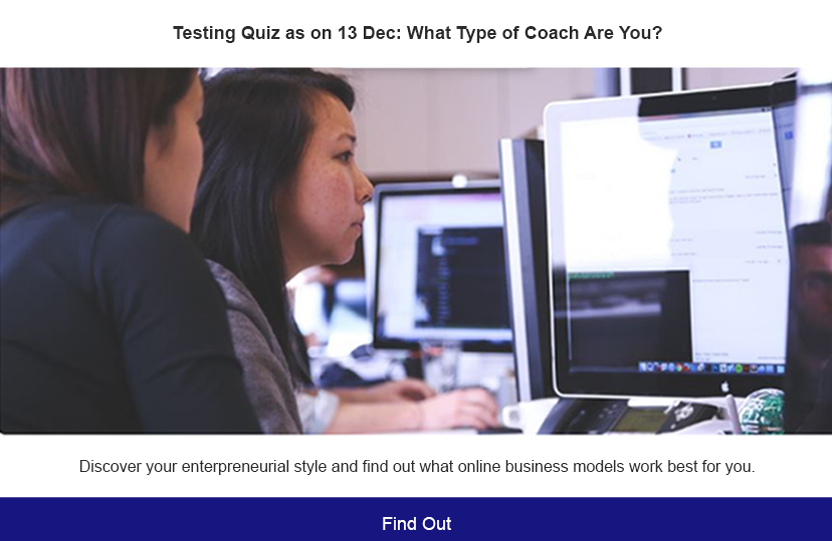 Testing Quiz as on 13 Dec: What Type of Coach Are You?
Discover your enterpreneurial style and find out what online business models work best for you.
Find Out